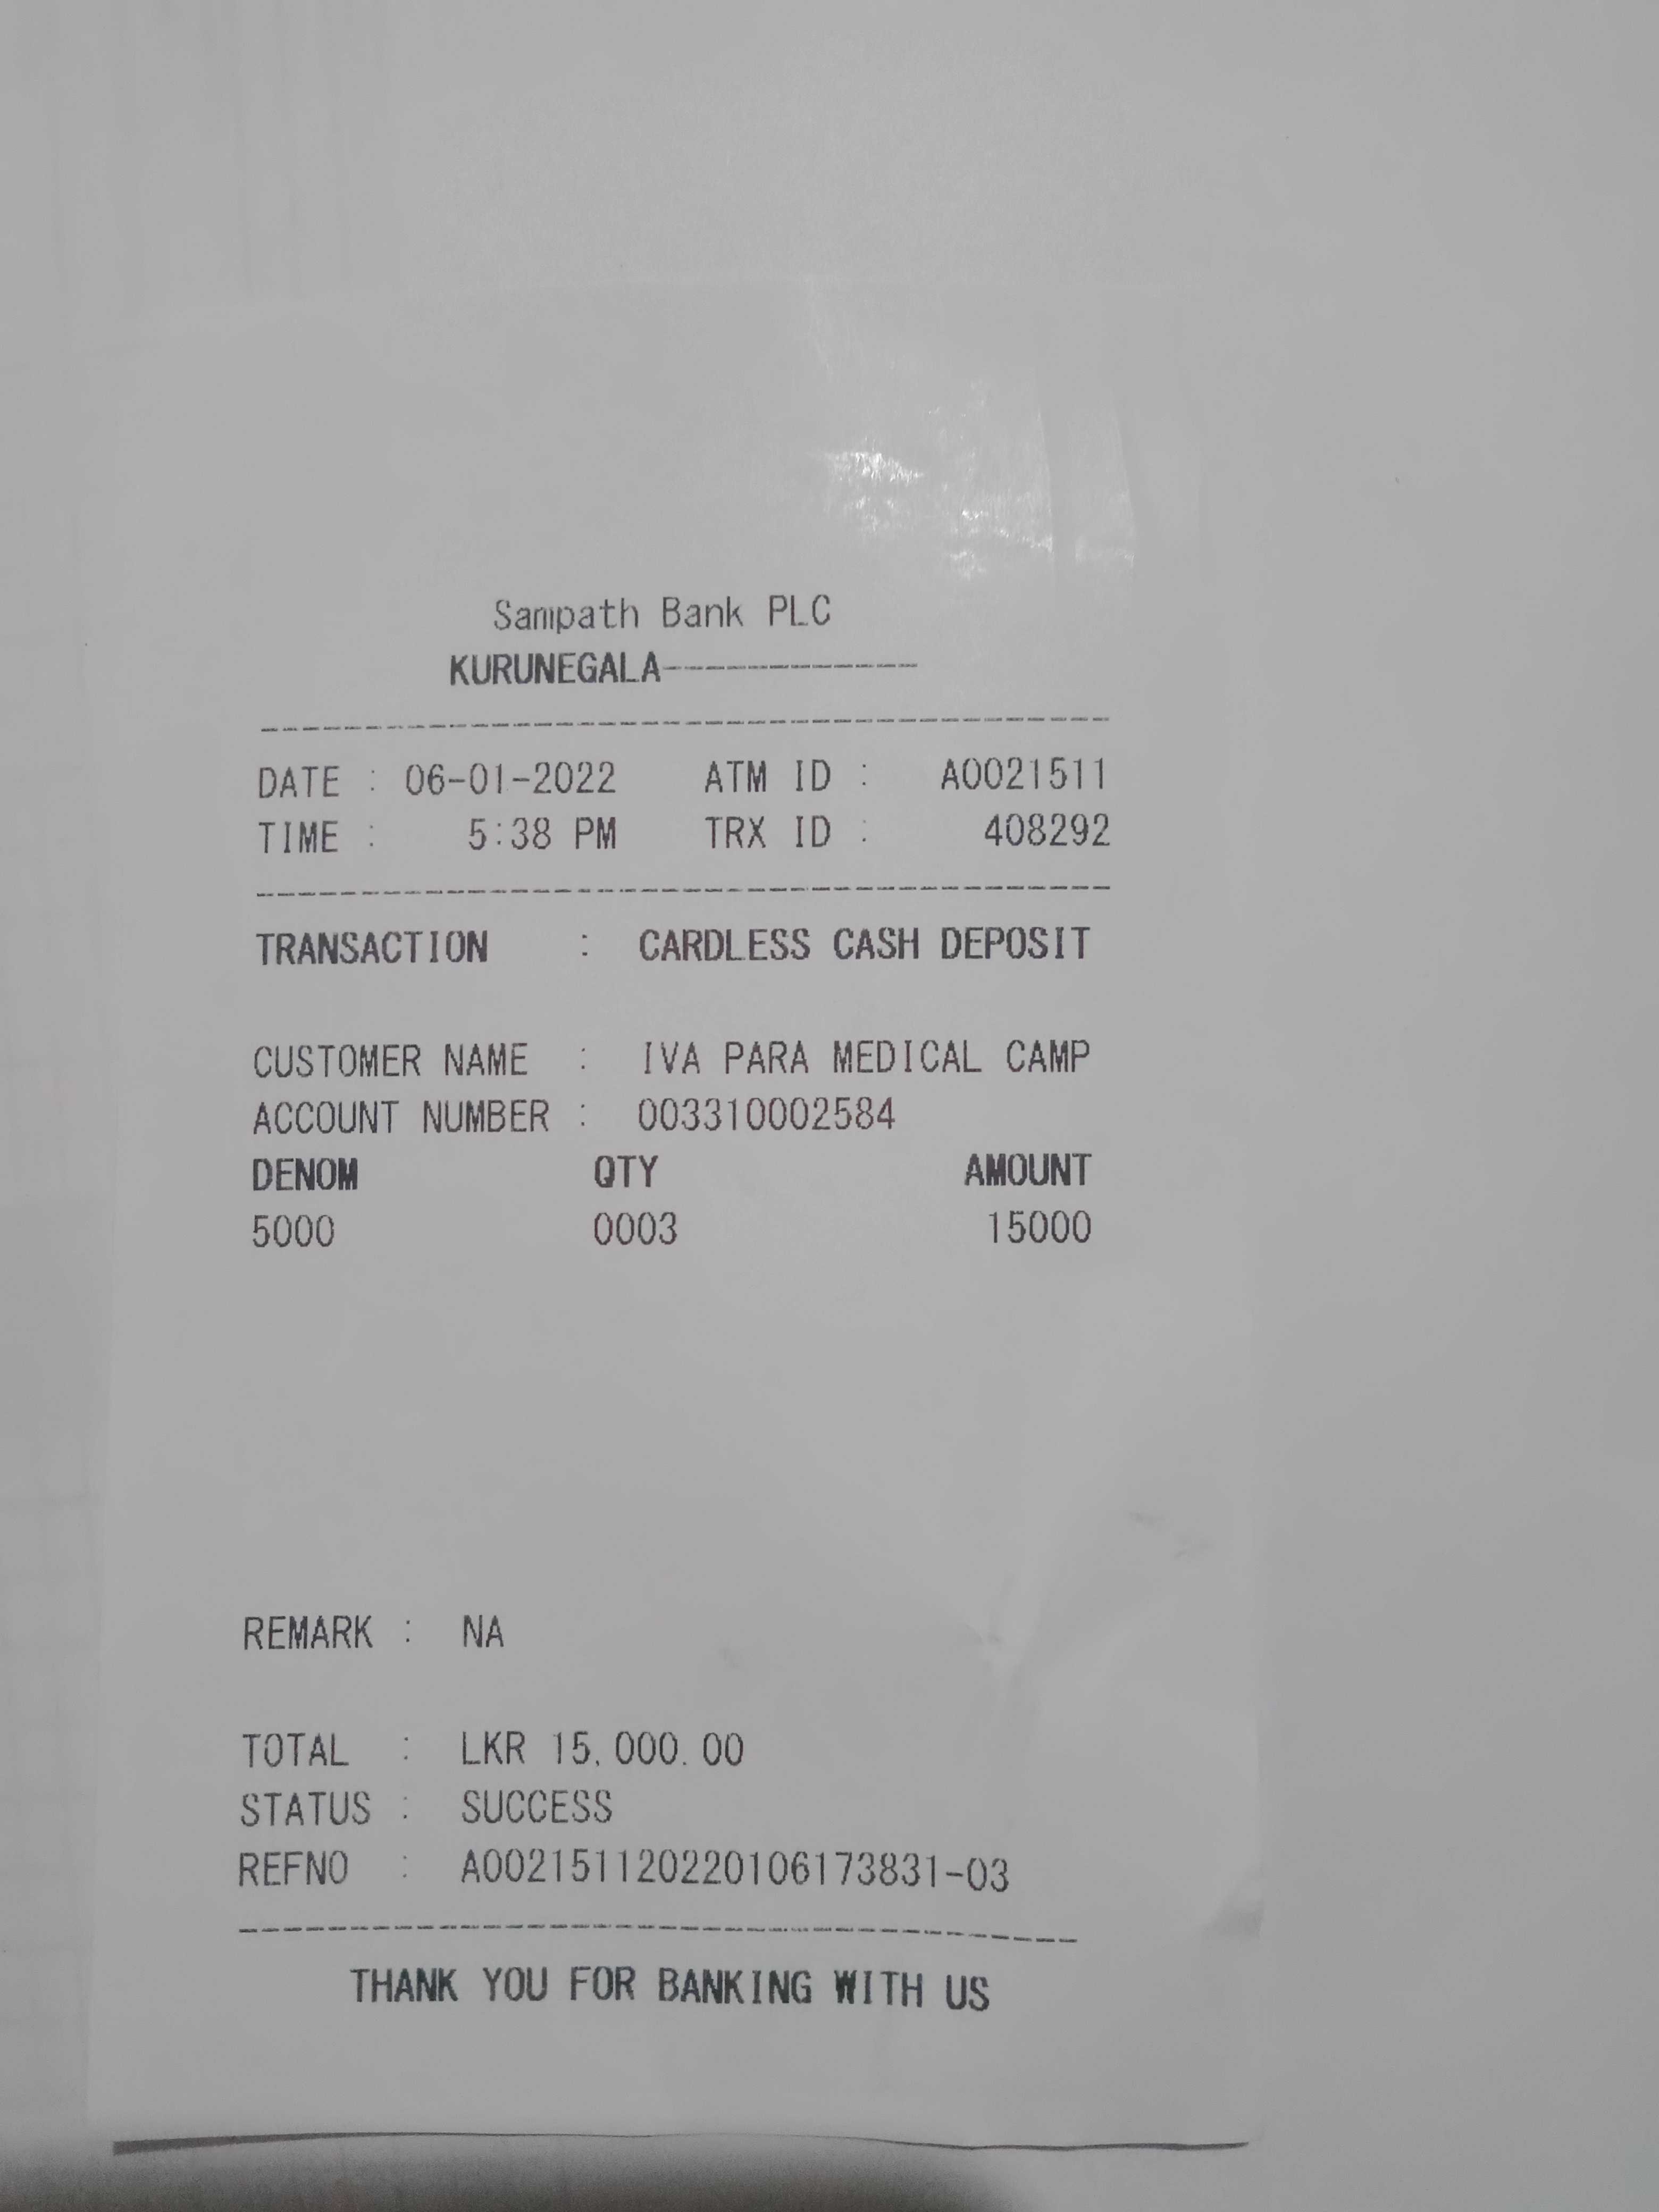 Sampath Bank PLC
KURUNEGALA------------
DATE : 06-01-2022 ATM ID : A0021511
TIME : 5:38 PM TRX ID : 408292
TRANSACTION : CARDLESS CASH DEPOSIT
CUSTOMER NAME : IVA PARA MEDICAL CAMP
ACCOUNT NUMBER : 003310002584
DENOM QTY AMOUNT
5000 0003 15000
REMARK : NA
TOTAL : LKR 15,000.00
STATUS : SUCCESS
REFNO : A002151120220106173831-03
THANK YOU FOR BANKING WITH US